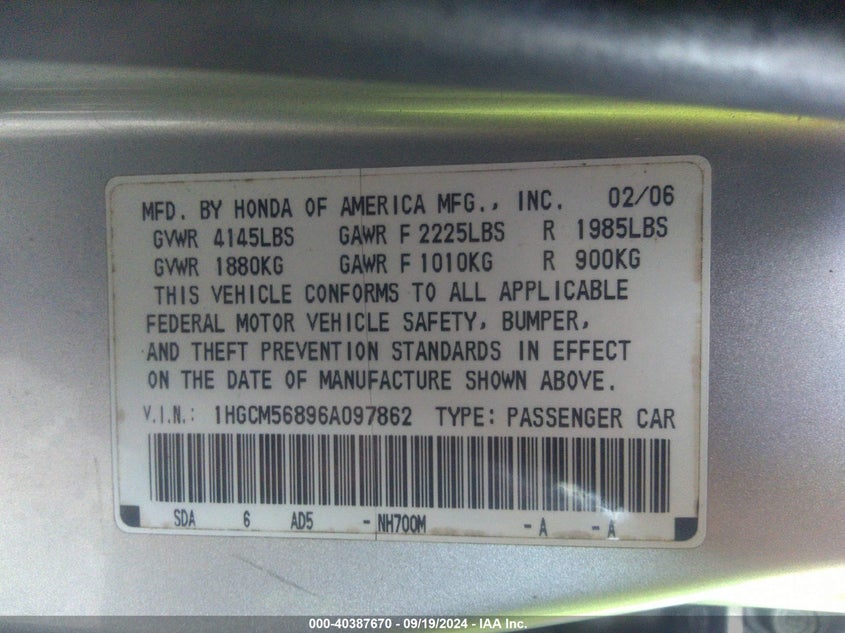 MFD. BY HONDA OF AMERICA MFG., INC. 02/06
GVWR 4145LBS GAWR F 2225LBS R 1985LBS
GVWR 1880KG GAWR F 1010KG R 900KG
THIS VEHICLE CONFORMS TO ALL APPLICABLE
FEDERAL MOTOR VEHICLE SAFETY, BUMPER,
AND THEFT PREVENTION STANDARDS IN EFFECT
ON THE DATE OF MANUFACTURE SHOWN ABOVE.
V.I.N.: 1HGCM56896A097862 TYPE: PASSENGER CAR
SDA 6 AD5 - NH700M - A - A
000-40387670 - 09/19/2024 - IAA Inc.